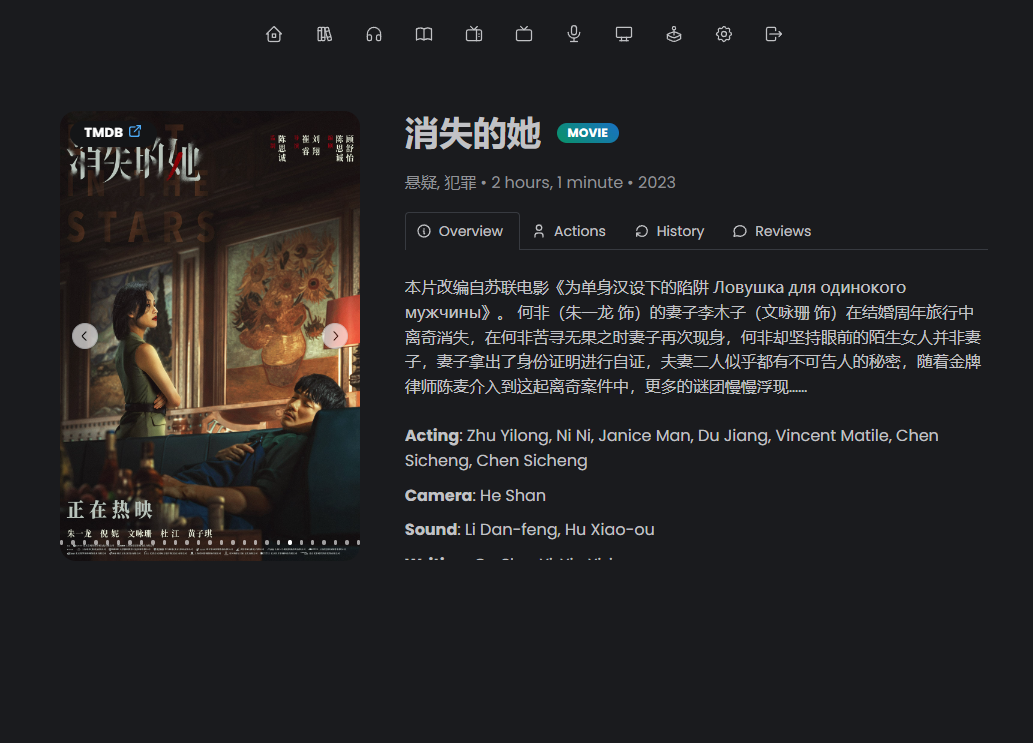 消失的她 MOVIE
悬疑, 犯罪 • 2 hours, 1 minute • 2023
Overview Actions History Reviews
本片改编自苏联电影《为单身汉设下的陷阱 Ловушка для одинокого
мужчины》。 何非（朱一龙 饰）的妻子李木子（文咏珊 饰）在结婚周年旅行中
离奇消失，在何非苦寻无果之时妻子再次现身，何非却坚持眼前的陌生女人并非妻
子，妻子拿出了身份证明进行自证，夫妻二人似乎都有不可告人的秘密，随着金牌
律师陈麦介入到这起离奇案件中，更多的谜团慢慢浮现......
Acting: Zhu Yilong, Ni Ni, Janice Man, Du Jiang, Vincent Matile, Chen
Sicheng, Chen Sicheng
Camera: He Shan
Sound: Li Dan-feng, Hu Xiao-ou
TMDB
消失的她
陈思诚
崔睿
刘翔
陈思诚
顾舒怡
IN THE
STARS
正在热映
朱一龙 倪妮 文咏珊 杜江 黄子琪